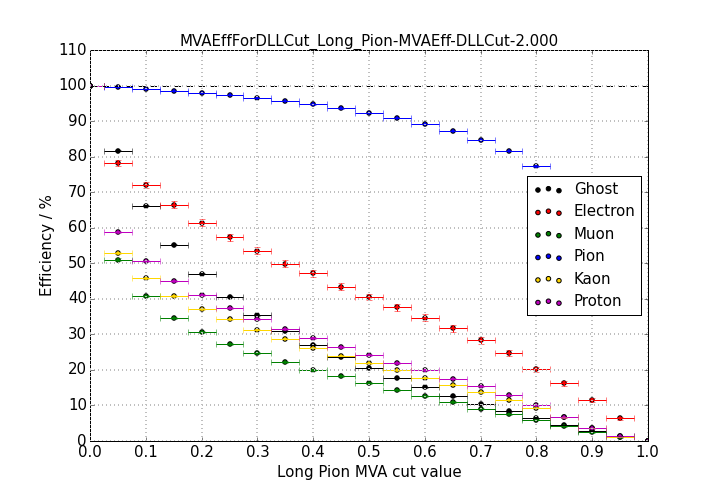 MVAEffForDLLCut_Long_Pion-MVAEff-DLLCut-2.000
110
100
90
80
70
60
50
40
30
20
10
0
Efficiency / %
Ghost
Electron
Muon
Pion
Kaon
Proton
0.0 0.1 0.2 0.3 0.4 0.5 0.6 0.7 0.8 0.9 1.0
Long Pion MVA cut value